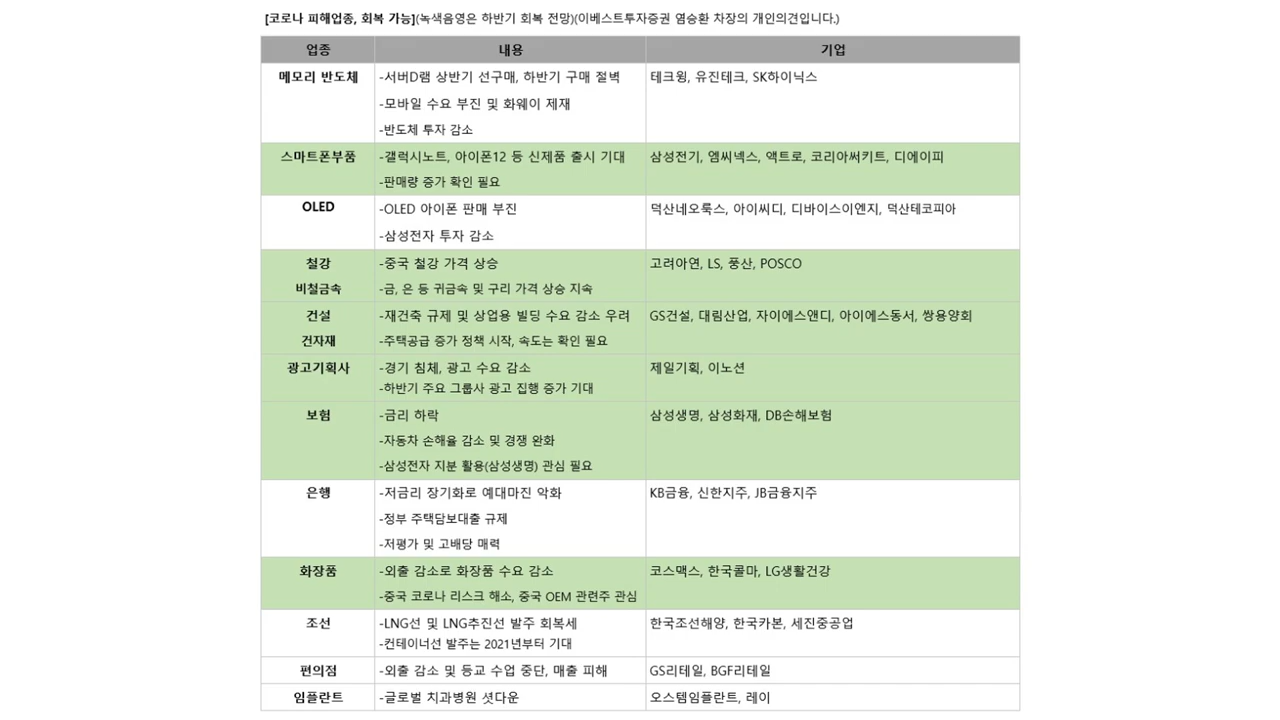 [코로나 피해업종, 회복 가능](녹색음영은 하반기 회복 전망)(이베스트투자증권 염승환 차장의 개인의견입니다.)
업종 내용 기업
메모리 반도체 -서버D램 상반기 선구매, 하반기 구매 절벽 테크윙, 유진테크, SK하이닉스
-모바일 수요 부진 및 화웨이 제재
-반도체 투자 감소
스마트폰부품 -갤럭시노트, 아이폰12 등 신제품 출시 기대 삼성전기, 엠씨넥스, 액트로, 코리아써키트, 디에이피
-판매량 증가 확인 필요
OLED -OLED 아이폰 판매 부진 덕산네오룩스, 아이씨디, 디바이스이엔지, 덕산테코피아
-삼성전자 투자 감소
철강 -중국 철강 가격 상승 고려아연, LS, 풍산, POSCO
비철금속 -금, 은 등 귀금속 및 구리 가격 상승 지속
건설 -재건축 규제 및 상업용 빌딩 수요 감소 우려 GS건설, 대림산업, 자이에스앤디, 아이에스동서, 쌍용양회
건자재 -주택공급 증가 정책 시작, 속도는 확인 필요
광고기획사 -경기 침체, 광고 수요 감소 제일기획, 이노션
-하반기 주요 그룹사 광고 집행 증가 기대
보험 -금리 하락 삼성생명, 삼성화재, DB손해보험
-자동차 손해율 감소 및 경쟁 완화
-삼성전자 지분 활용(삼성생명) 관심 필요
은행 -저금리 장기화로 예대마진 악화 KB금융, 신한지주, JB금융지주
-정부 주택담보대출 규제
-저평가 및 고배당 매력
화장품 -외출 감소로 화장품 수요 감소 코스맥스, 한국콜마, LG생활건강
-중국 코로나 리스크 해소, 중국 OEM 관련주 관심
조선 -LNG선 및 LNG추진선 발주 회복세 한국조선해양, 한국카본, 세진중공업
-컨테이너선 발주는 2021년부터 기대
편의점 -외출 감소 및 등교 수업 중단, 매출 피해 GS리테일, BGF리테일
임플란트 -글로벌 치과병원 셧다운 오스템임플란트, 레이